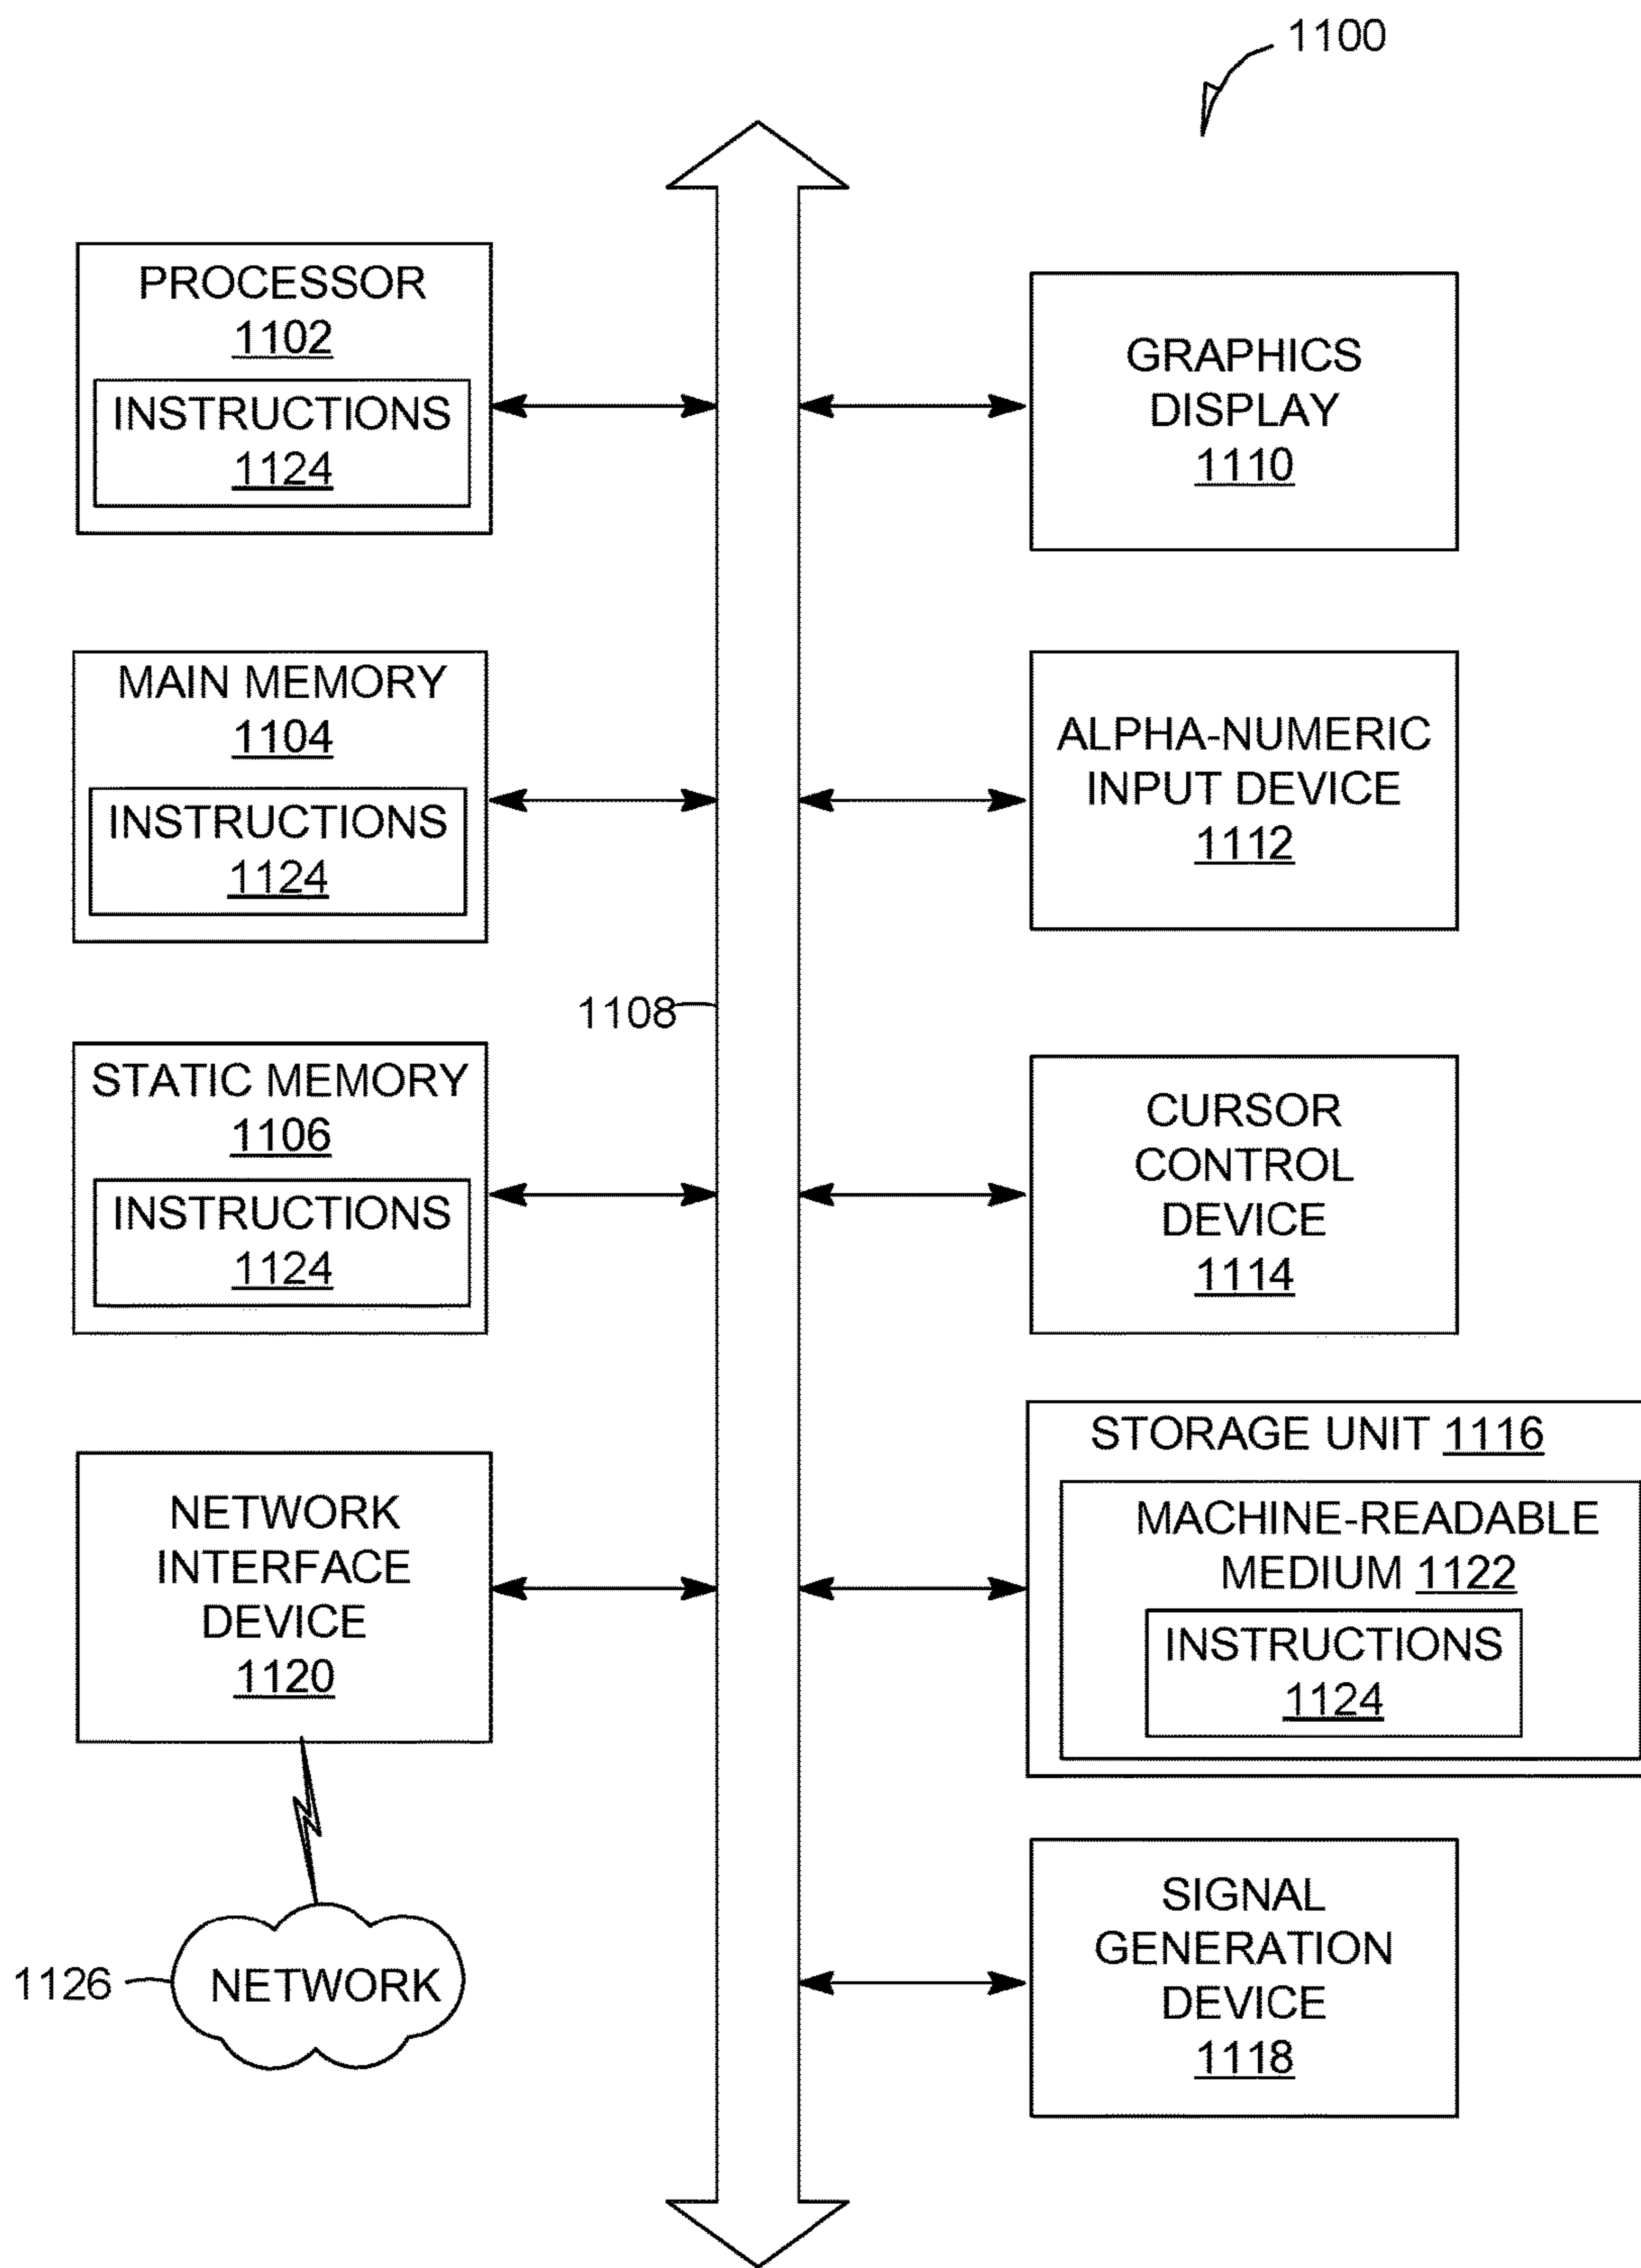 1100
PROCESSOR
1102
INSTRUCTIONS
1124
GRAPHICS
DISPLAY
1110
MAIN MEMORY
1104
INSTRUCTIONS
1124
ALPHA-NUMERIC
INPUT DEVICE
1112
1108
STATIC MEMORY
1106
INSTRUCTIONS
1124
CURSOR
CONTROL
DEVICE
1114
NETWORK
INTERFACE
DEVICE
1120
STORAGE UNIT 1116
MACHINE-READABLE
MEDIUM 1122
INSTRUCTIONS
1124
1126
NETWORK
SIGNAL
GENERATION
DEVICE
1118